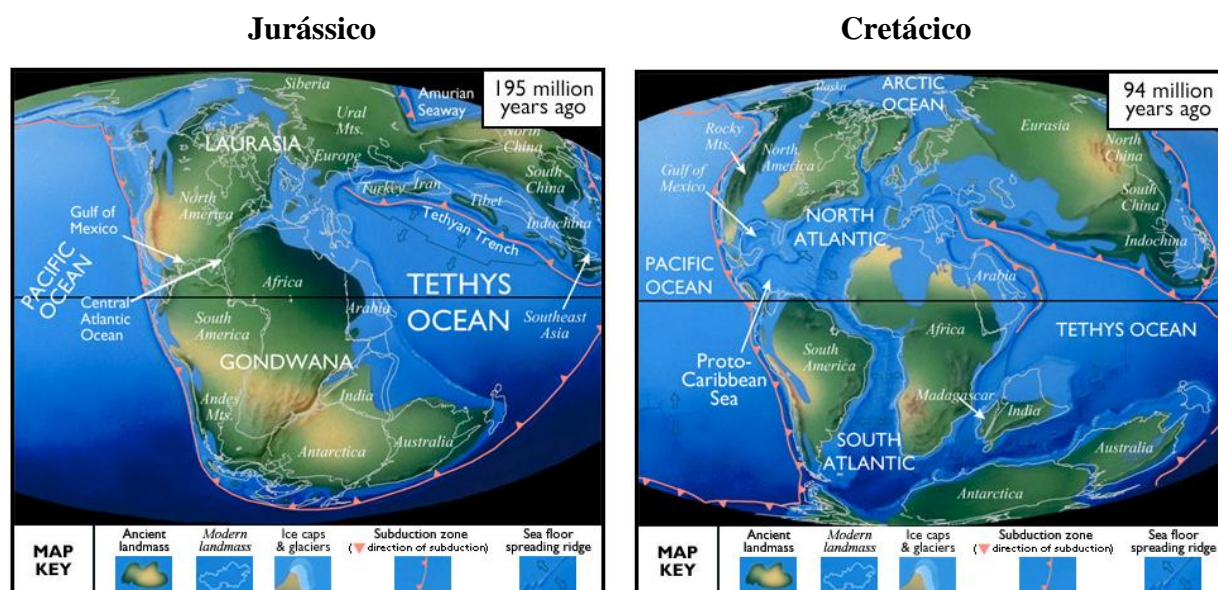 Jurássico
195 million
years ago
Siberia
Amurian
Seaway
Ural
Mts.
LAURASIA
North
China
Europe
South
China
Turkey
Iran
Tibet
North
America
Indochina
Tethyan Trench
Gulf of
Mexico
PACIFIC
OCEAN
Africa
TETHYS
OCEAN
Arabia
Central
Atlantic
Ocean
South
America
Southeast
Asia
GONDWANA
India
Andes
Mts.
Australia
Antarctica
MAP
KEY
Ancient
landmass
Modern
landmass
Ice caps
& glaciers
Subduction zone
(▼ direction of subduction)
Sea floor
spreading ridge
Cretácico
94 million
years ago
Alaska
ARCTIC
OCEAN
Eurasia
Rocky
Mts.
North
America
North
China
Gulf of
Mexico
South
China
NORTH
ATLANTIC
Indochina
PACIFIC
OCEAN
Arabia
Africa
TETHYS OCEAN
South
America
Proto-
Caribbean
Sea
Madagascar
India
SOUTH
ATLANTIC
Australia
Antarctica
MAP
KEY
Ancient
landmass
Modern
landmass
Ice caps
& glaciers
Subduction zone
(▼ direction of subduction)
Sea floor
spreading ridge